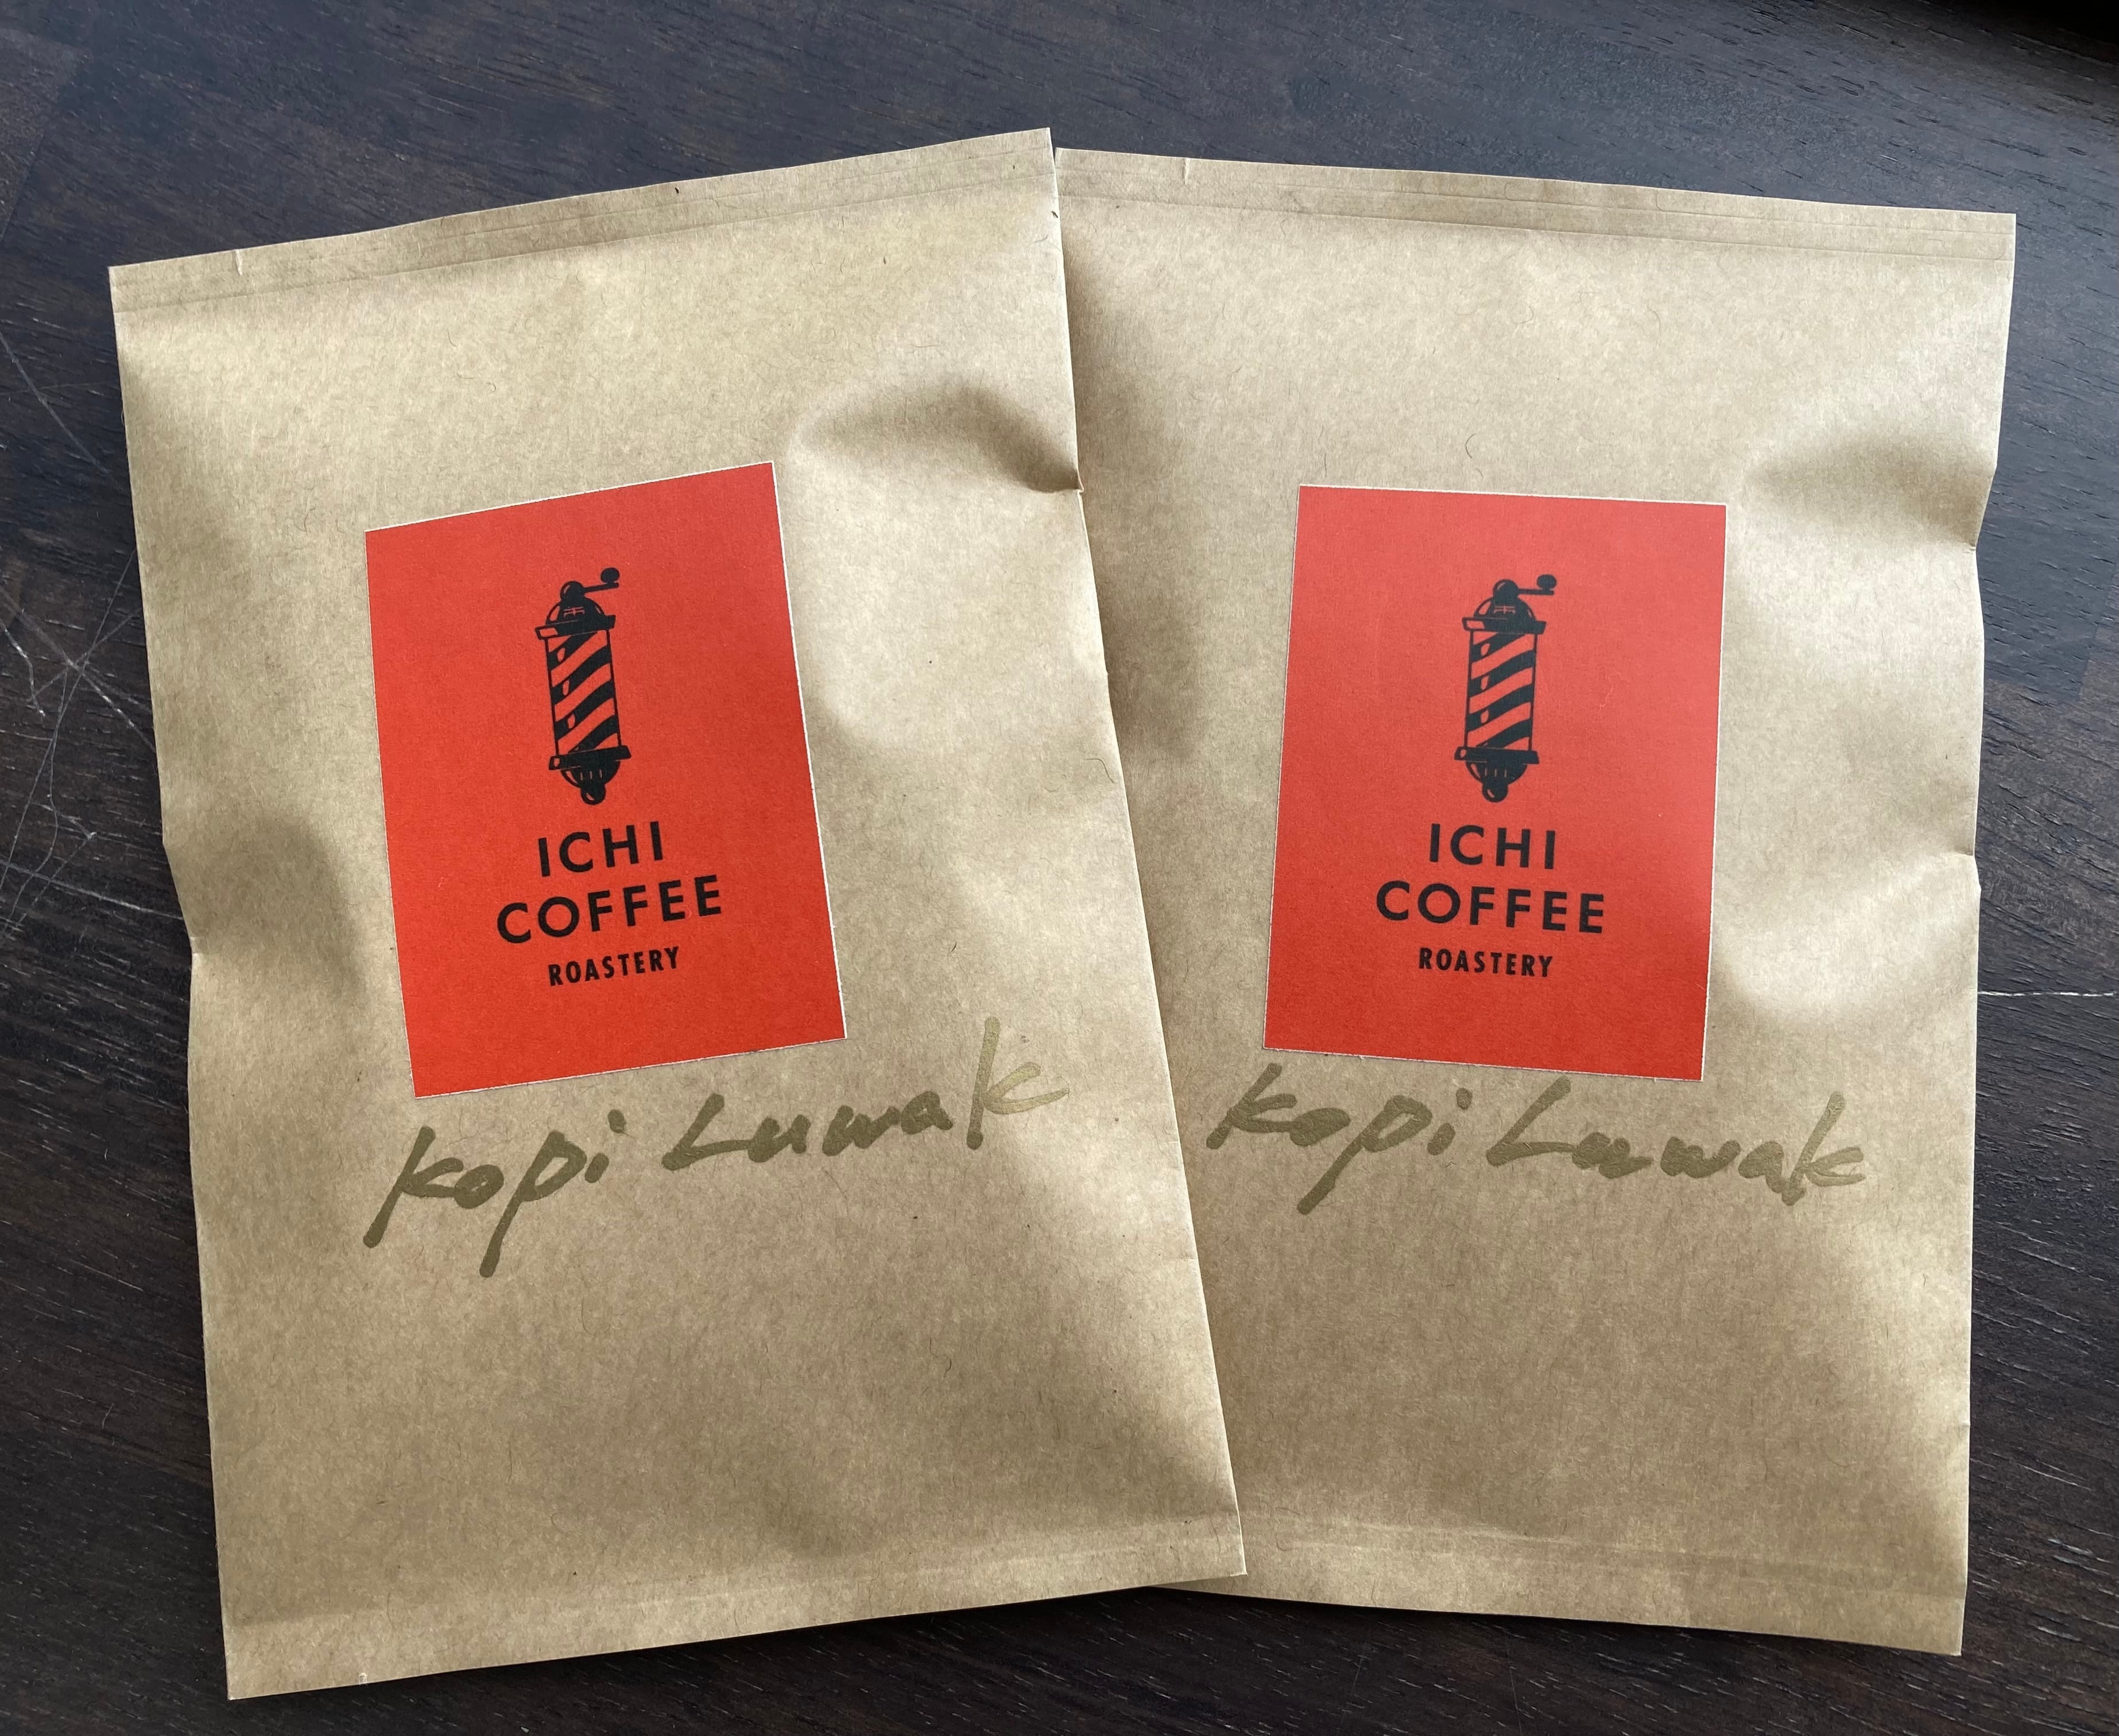 ICHI
COFFEE
ROASTERY
kopi Luwak
ICHI
COFFEE
ROASTERY
kopi Luwak